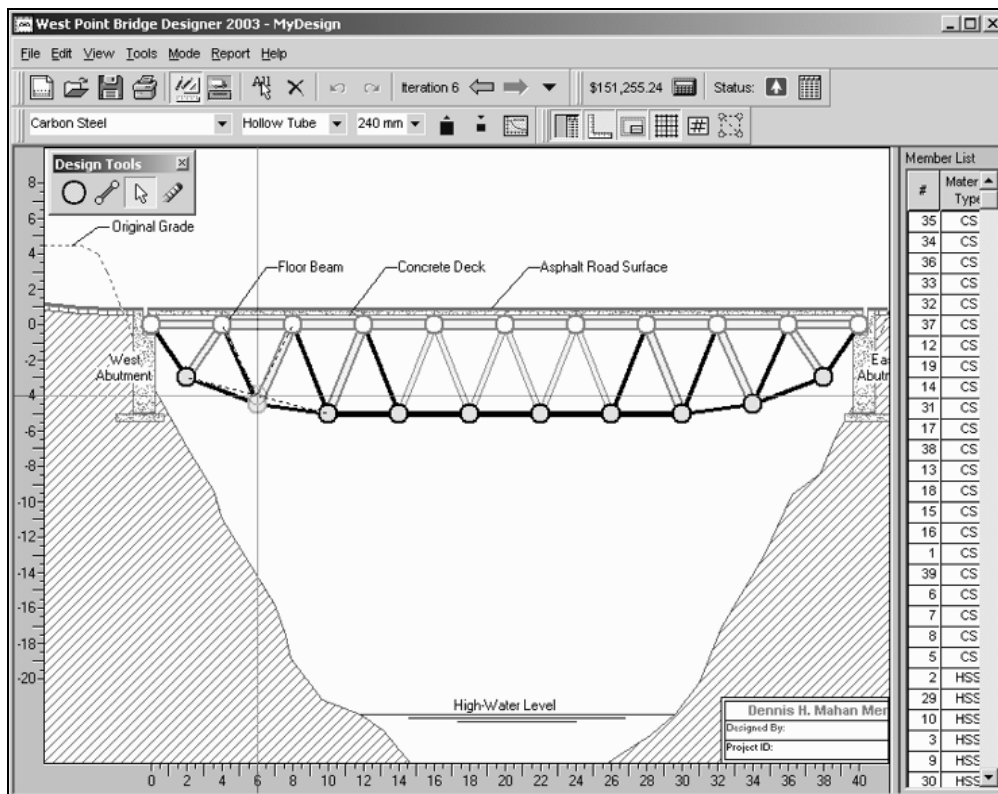 West Point Bridge Designer 2003 - MyDesign
File Edit View Tools Mode Report Help
All Iteration 6 $151,255.24 Status:
Carbon Steel Hollow Tube 240 mm #
Design Tools
Member List
# Mater Type
Original Grade
Floor Beam Concrete Deck Asphalt Road Surface
West Abutment
Eas Abutn
8
6
4
2
0
-2
4
-6
-8
-10
-12
-14
-16
-18
-20
High-Water Level
Dennis H. Mahan Mer
Designed By:
Project ID:
0 2 4 6 8 10 12 14 16 18 20 22 24 26 28 30 32 34 36 38 40
35 CS
34 CS
36 CS
33 CS
32 CS
37 CS
12 CS
19 CS
14 CS
31 CS
17 CS
38 CS
13 CS
18 CS
15 CS
16 CS
1 CS
39 CS
6 CS
7 CS
8 CS
5 CS
2 HSS
29 HSS
10 HSS
3 HSS
9 HSS
30 HSS